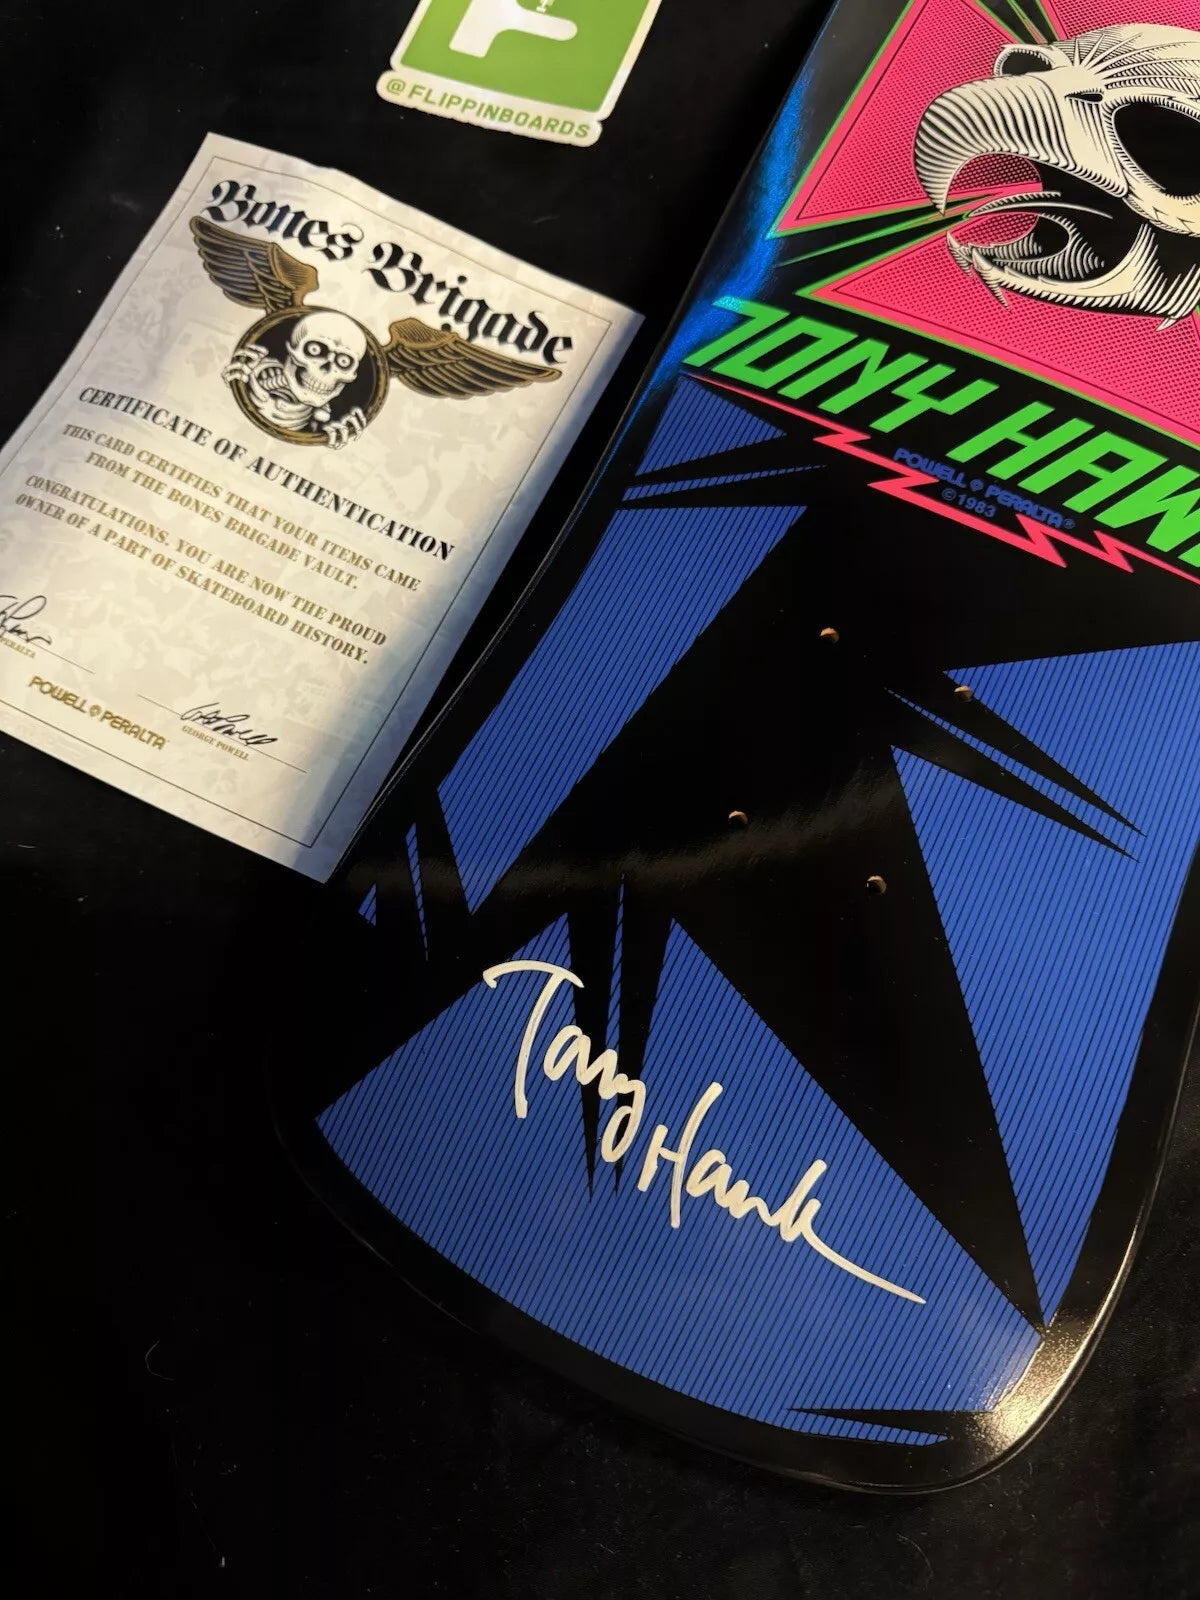 @FLIPPINBOARDS
Bones Brigade
CERTIFICATE OF AUTHENTICATION
THIS CARD CERTIFIES THAT YOUR ITEMS CAME
FROM THE BONES BRIGADE VAULT.
CONGRATULATIONS, YOU ARE NOW THE PROUD
OWNER OF A PART OF SKATEBOARD HISTORY.
PERALTA
GEORGE POWELL
POWELL PERALTA
TONY HAW
POWELL PERALTA®
©1983
Tony Hawk